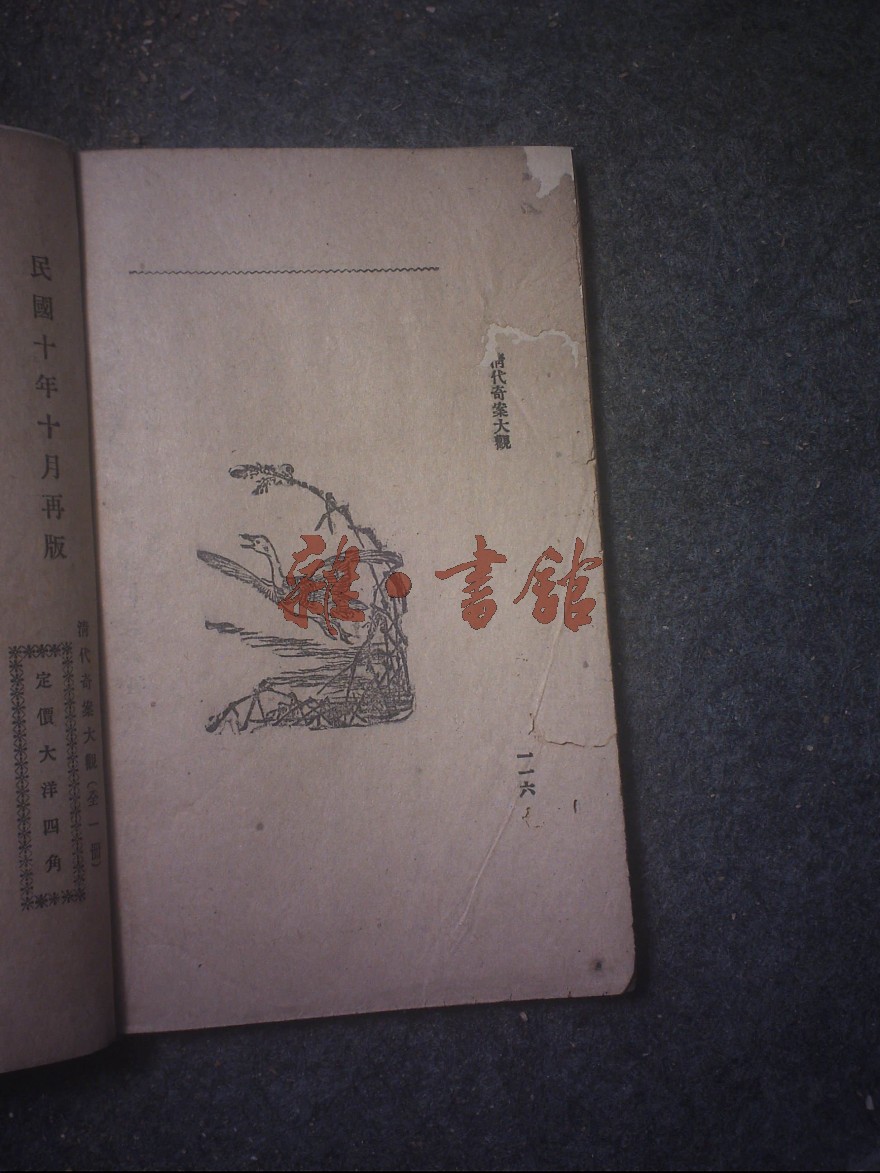 清代奇案大觀
一一六
民國十年十月再版
清代奇案大觀（全一冊）
定價大洋四角
雜·書館